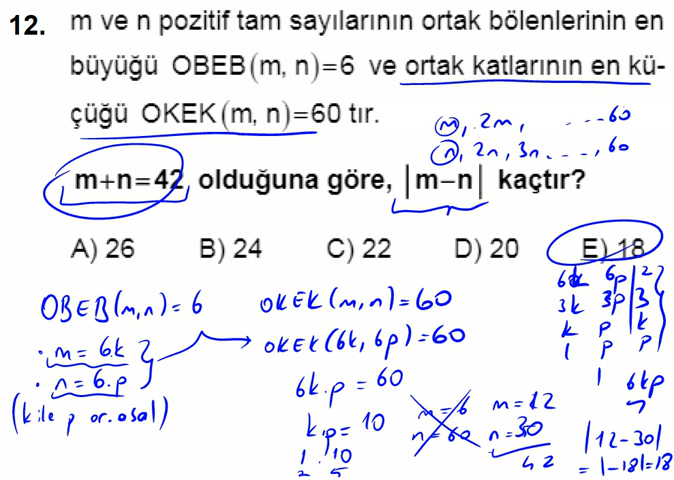 12. m ve n pozitif tam sayılarının ortak bölenlerinin en
büyüğü OBEB(m, n)=6 ve ortak katlarının en kü-
çüğü OKEK(m, n)=60 tır.
m, 2m, ---60
n, 2n, 3n----, 60
m+n=42 olduğuna göre, |m−n| kaçtır?
A) 26 B) 24 C) 22 D) 20 E) 18
OBEB(m,n) = 6
m = 6k
n = 6.p
(k ile p ar. asal)
OKEK(m,n)=60
OKEK(6k, 6p)=60
6k.p = 60
k.p = 10
1 . 10
2 5
m=6
n=60
m=12
n=30
42
6k 6p 2
3k 3p 3
k p k
1 p p
1
6kp
|12-30|
= |-18|=18